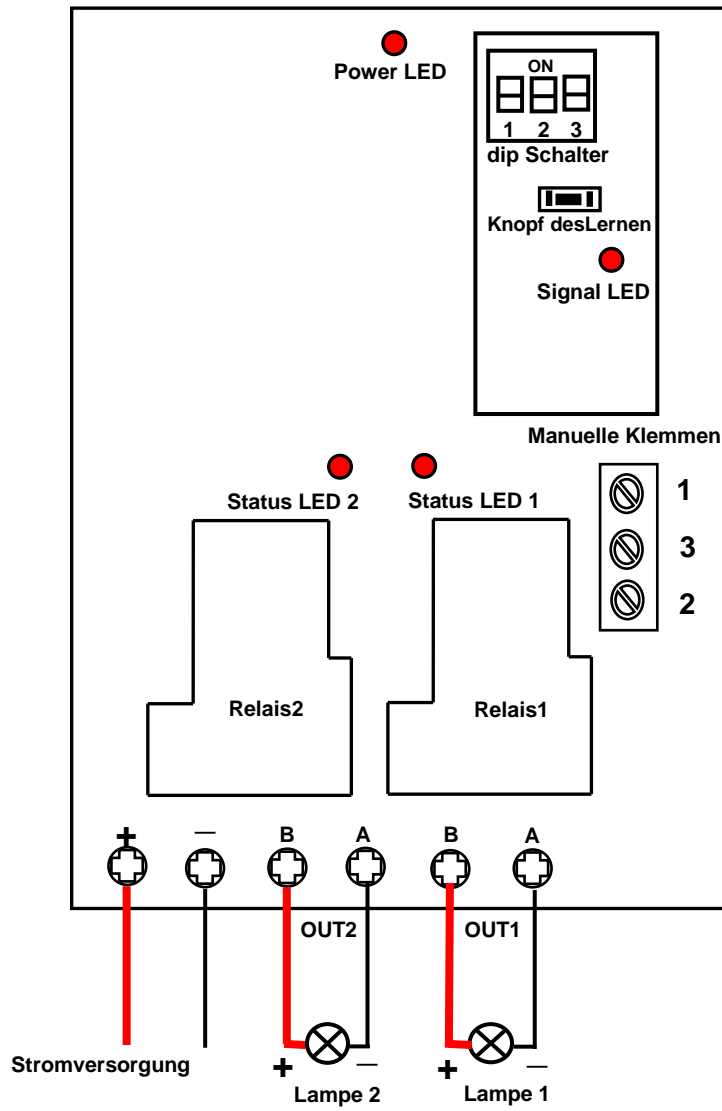 Power LED
ON
1 2 3
dip Schalter
Knopf desLernen
Signal LED
Manuelle Klemmen
1
3
2
Status LED 2
Status LED 1
Relais2
Relais1
+ — B A B A
OUT2
OUT1
Stromversorgung
+ —
Lampe 2
+ —
Lampe 1